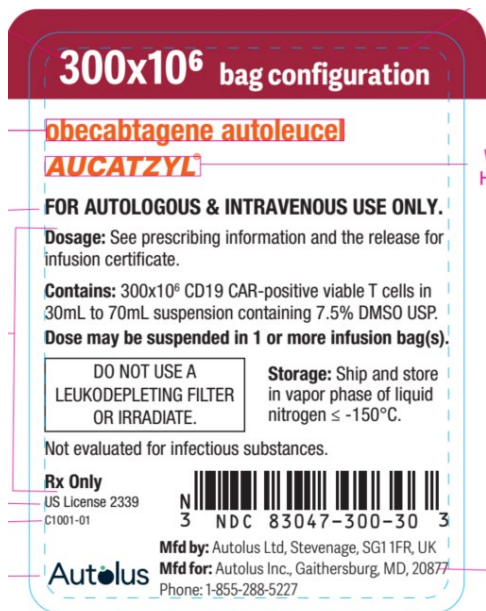 300x10⁶ bag configuration
obecabtagene autoleucel
AUCATZYL®
FOR AUTOLOGOUS & INTRAVENOUS USE ONLY.
Dosage: See prescribing information and the release for
infusion certificate.
Contains: 300x10⁶ CD19 CAR-positive viable T cells in
30mL to 70mL suspension containing 7.5% DMSO USP.
Dose may be suspended in 1 or more infusion bag(s).
DO NOT USE A
LEUKODEPLETING FILTER
OR IRRADIATE.
Storage: Ship and store
in vapor phase of liquid
nitrogen ≤ -150°C.
Not evaluated for infectious substances.
Rx Only
US License 2339
C1001-01
N
3 NDC 83047-300-30 3
Mfd by: Autolus Ltd, Stevenage, SG1 1FR, UK
Mfd for: Autolus Inc., Gaithersburg, MD, 20877
Phone: 1-855-288-5227
Autolus